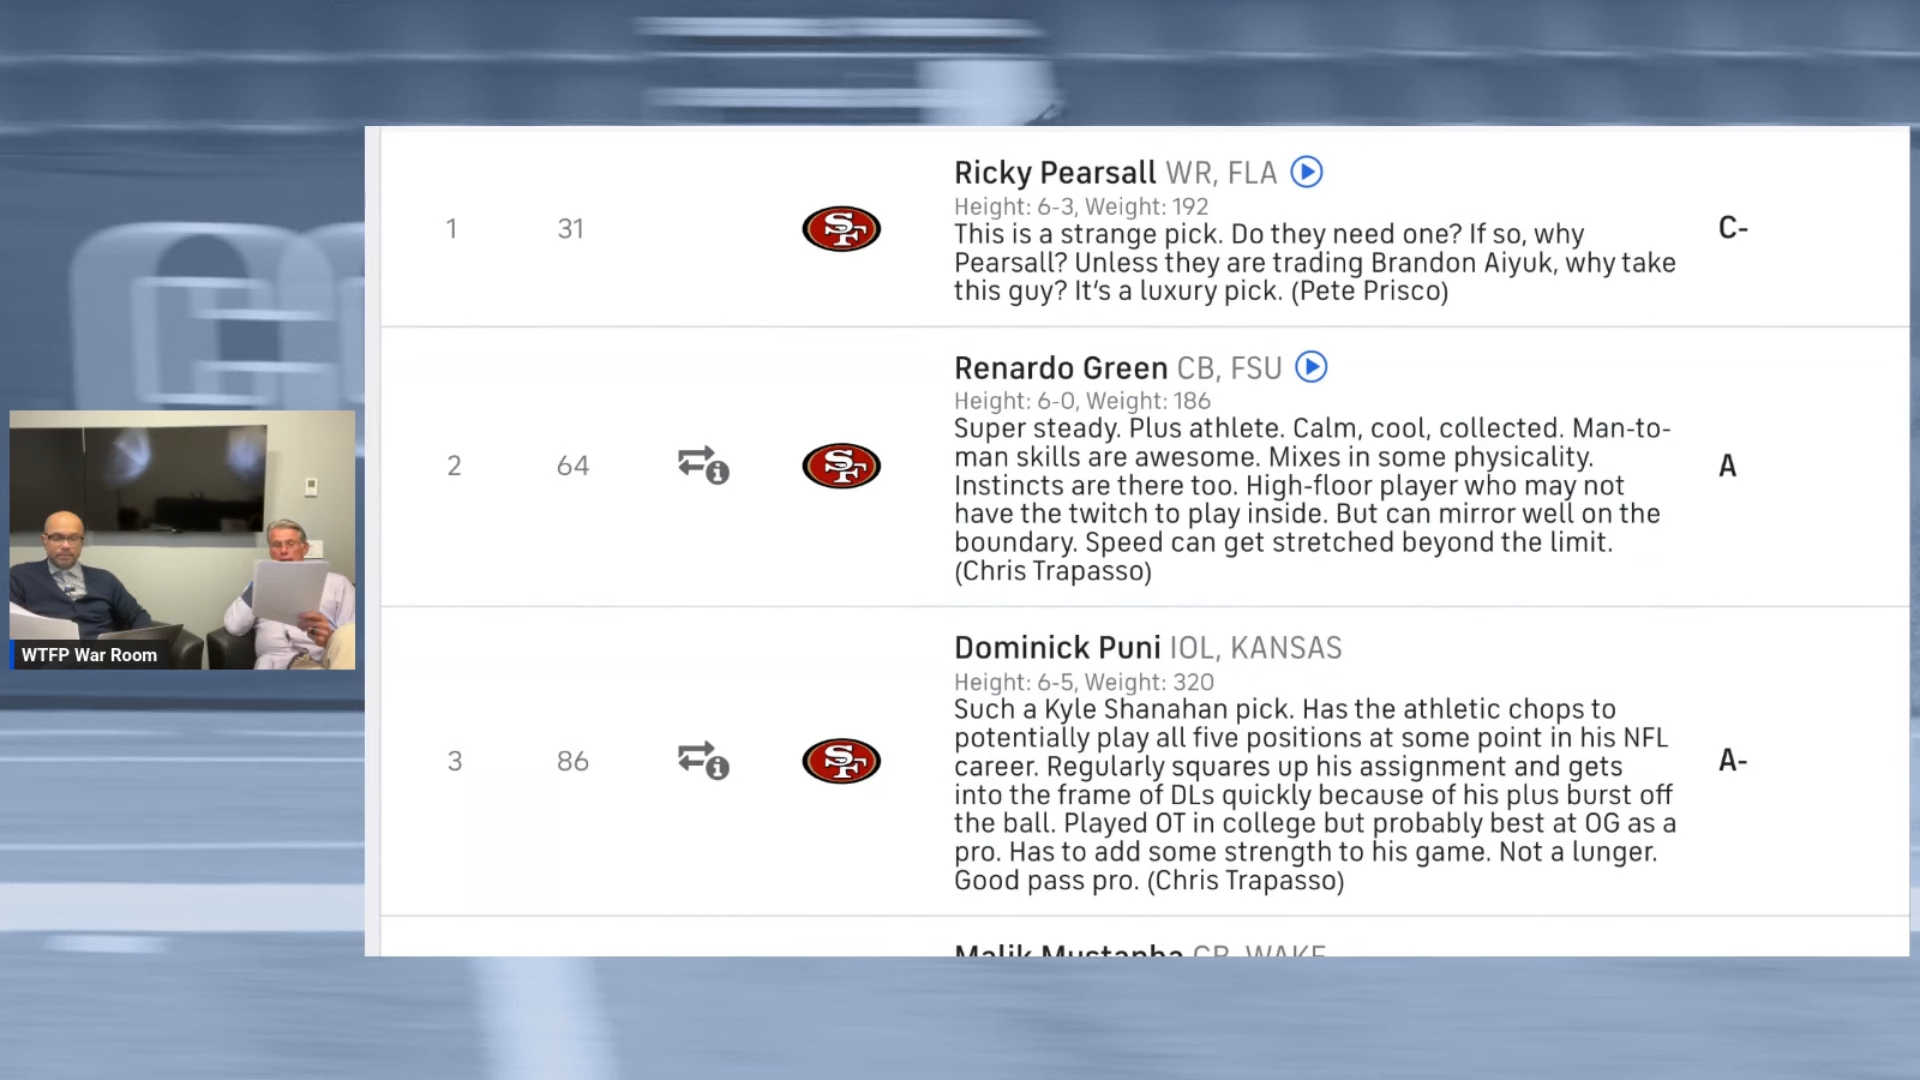 Ricky Pearsall WR, FLA
Height: 6-3, Weight: 192
1 31 SF This is a strange pick. Do they need one? If so, why C-
Pearsall? Unless they are trading Brandon Aiyuk, why take
this guy? It's a luxury pick. (Pete Prisco)
Renardo Green CB, FSU
Height: 6-0, Weight: 186
Super steady. Plus athlete. Calm, cool, collected. Man-to-
2 64 SF man skills are awesome. Mixes in some physicality. A
Instincts are there too. High-floor player who may not
have the twitch to play inside. But can mirror well on the
boundary. Speed can get stretched beyond the limit.
(Chris Trapasso)
WTFP War Room
Dominick Puni IOL, KANSAS
Height: 6-5, Weight: 320
Such a Kyle Shanahan pick. Has the athletic chops to
potentially play all five positions at some point in his NFL
3 86 SF career. Regularly squares up his assignment and gets A-
into the frame of DLs quickly because of his plus burst off
the ball. Played OT in college but probably best at OG as a
pro. Has to add some strength to his game. Not a lunger.
Good pass pro. (Chris Trapasso)
Malik Mustapha CB, WAKE